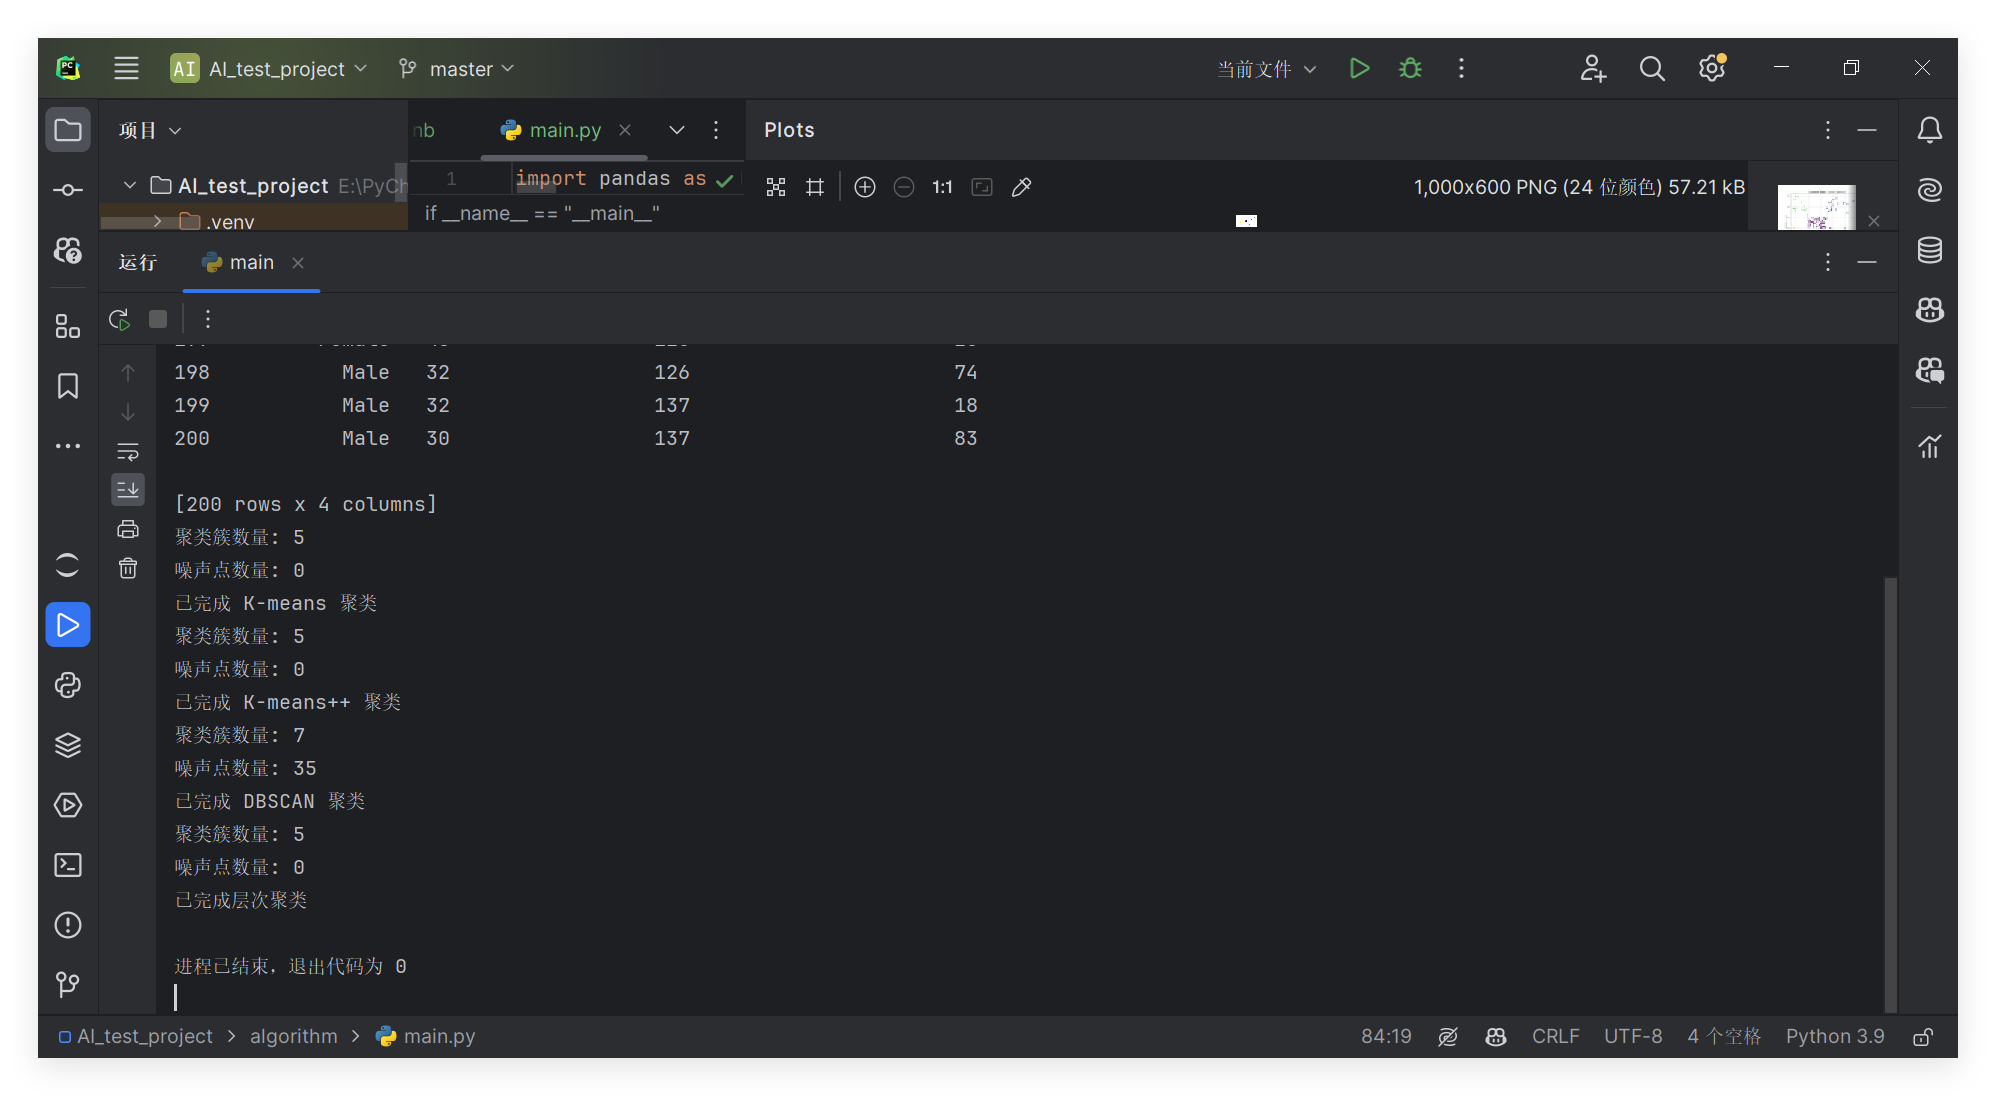 AI AI_test_project master 当前文件
项目 nb main.py Plots
AI_test_project E:\PyCh 1 import pandas as 1:1 1,000x600 PNG (24 位颜色) 57.21 kB
.venv if __name__ == "__main__"
运行 main
198 Male 32 126 74
199 Male 32 137 18
200 Male 30 137 83
[200 rows x 4 columns]
聚类簇数量: 5
噪声点数量: 0
已完成 K-means 聚类
聚类簇数量: 5
噪声点数量: 0
已完成 K-means++ 聚类
聚类簇数量: 7
噪声点数量: 35
已完成 DBSCAN 聚类
聚类簇数量: 5
噪声点数量: 0
已完成层次聚类
进程已结束，退出代码为 0
AI_test_project algorithm main.py 84:19 CRLF UTF-8 4 个空格 Python 3.9